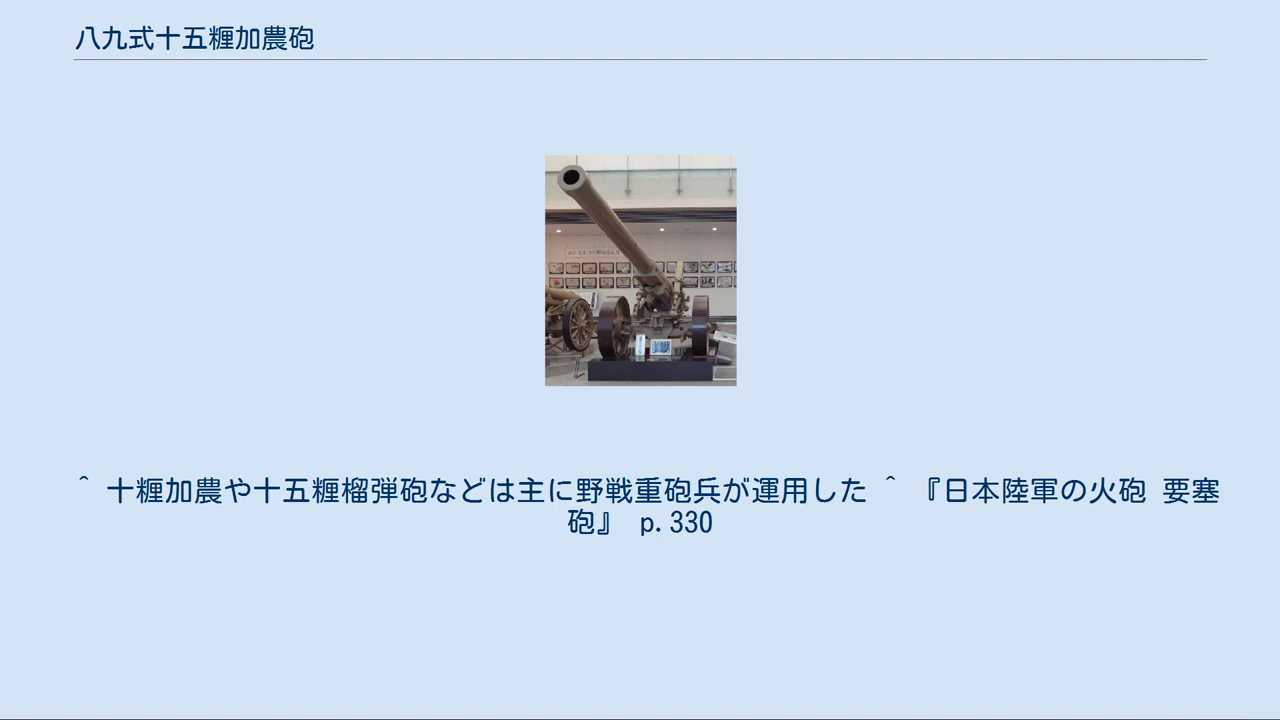 八九式十五糎加農砲
^ 十糎加農や十五糎榴弾砲などは主に野戦重砲兵が運用した ^ 『日本陸軍の火砲 要塞
砲』 p.330